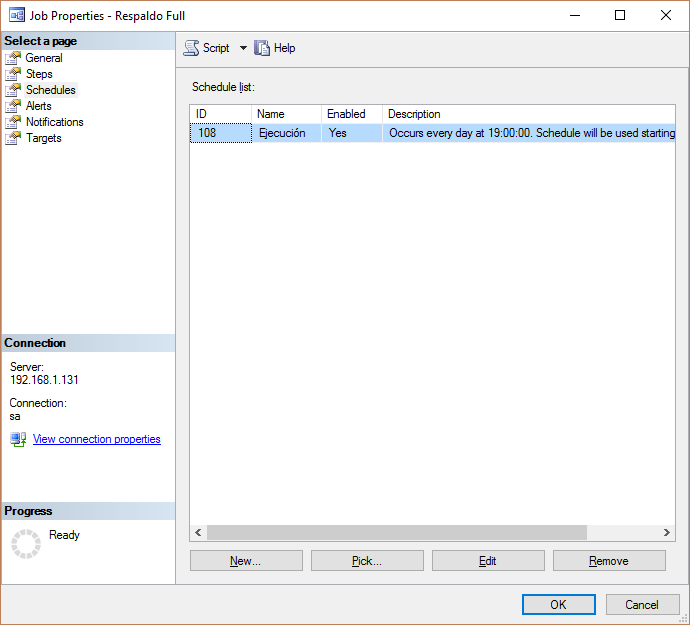 Job Properties - Respaldo Full
Select a page
General
Steps
Schedules
Alerts
Notifications
Targets
Script
Help
Schedule list:
ID Name Enabled Description
108 Ejecución Yes Occurs every day at 19:00:00. Schedule will be used starting
Connection
Server:
192.168.1.131
Connection:
sa
View connection properties
Progress
Ready
New... Pick... Edit Remove
OK Cancel